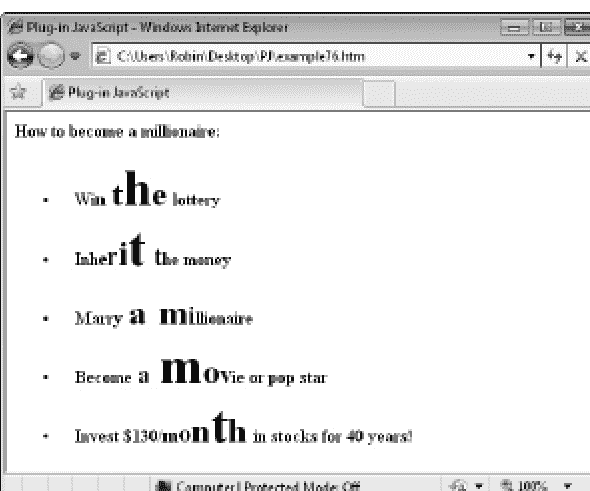 Plug-in JavaScript - Windows Internet Explorer
C:\Users\Robin\Desktop\PJ\example76.htm
Plug-in JavaScript
How to become a millionaire:
• Win the lottery
• Inherit the money
• Marry a millionaire
• Become a movie or pop star
• Invest $130/month in stocks for 40 years!
Computer | Protected Mode: Off
100%